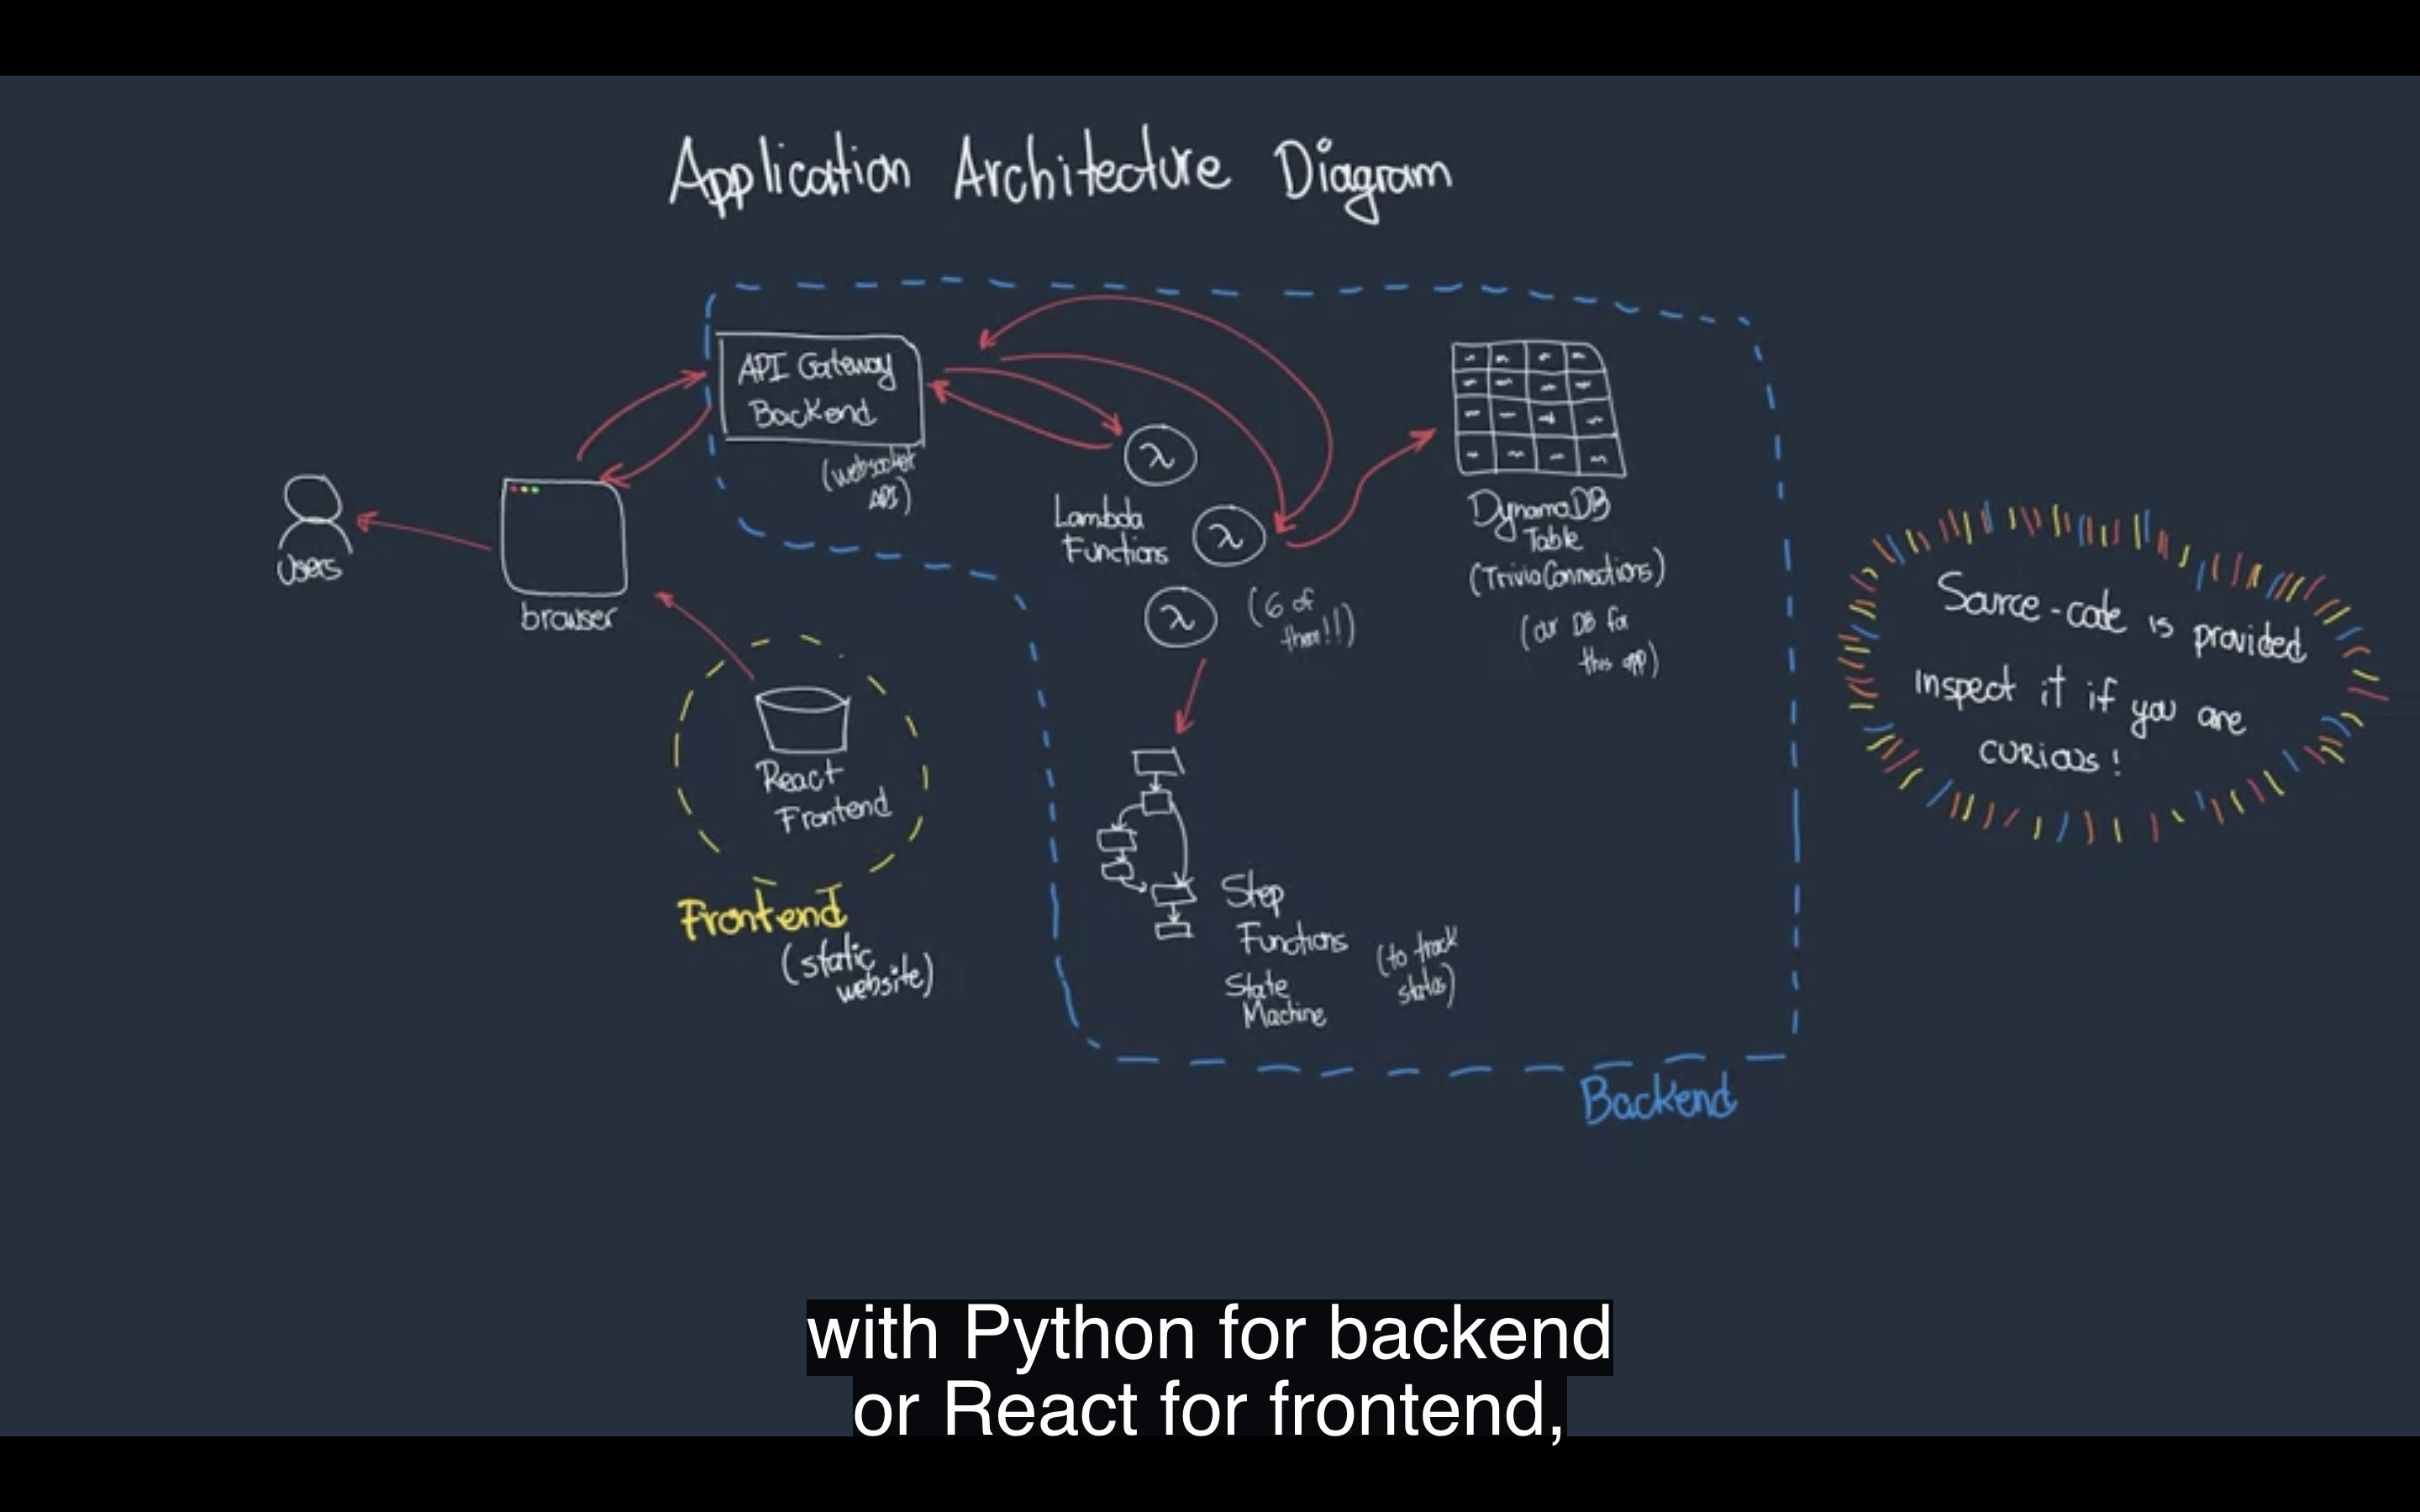 Application Architecture Diagram
API Gateway
Backend
(websocket
API)
Users
browser
Lambda
Functions
(6 of
them!!)
DynamoDB
Table
(TriviaConnections)
(our DB for
this app)
Source-code is provided
inspect it if you are
curious!
React
Frontend
Frontend
(static
website)
Step
Functions
State
Machine
(to track
status)
Backend
with Python for backend
or React for frontend,